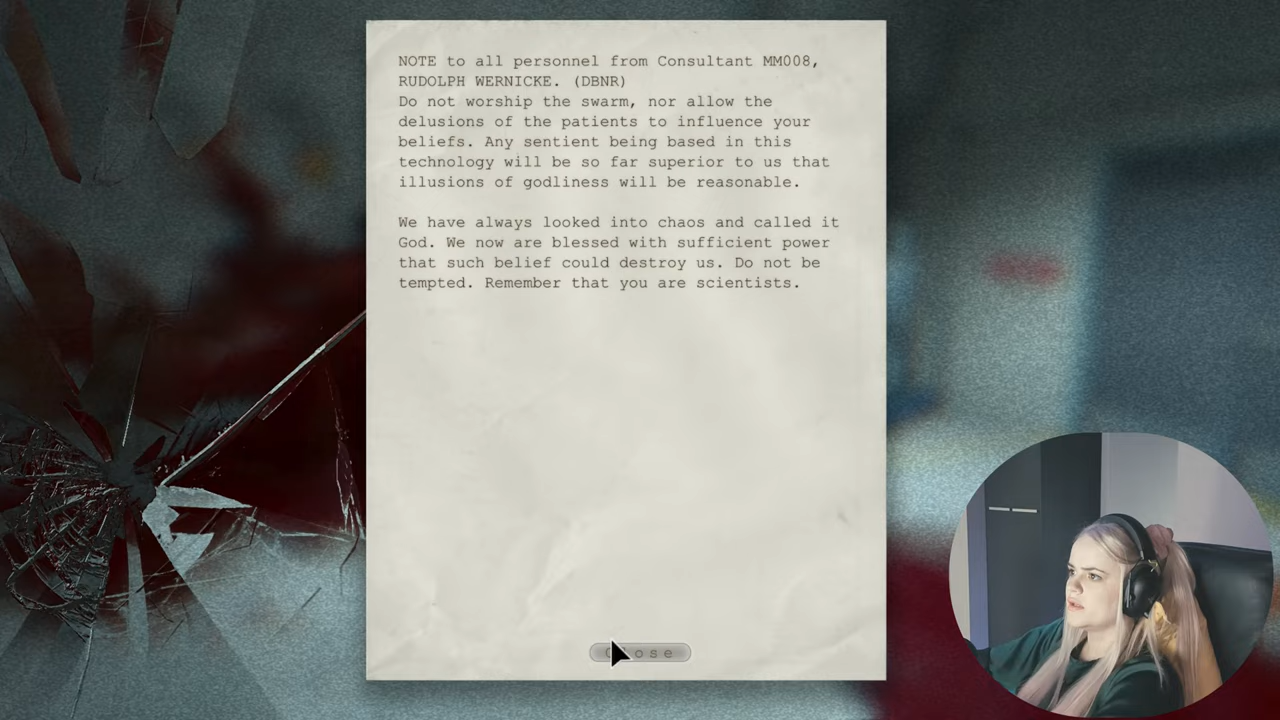 NOTE to all personnel from Consultant MM008,
RUDOLPH WERNICKE. (DBNR)
Do not worship the swarm, nor allow the
delusions of the patients to influence your
beliefs. Any sentient being based in this
technology will be so far superior to us that
illusions of godliness will be reasonable.
We have always looked into chaos and called it
God. We now are blessed with sufficient power
that such belief could destroy us. Do not be
tempted. Remember that you are scientists.
Close